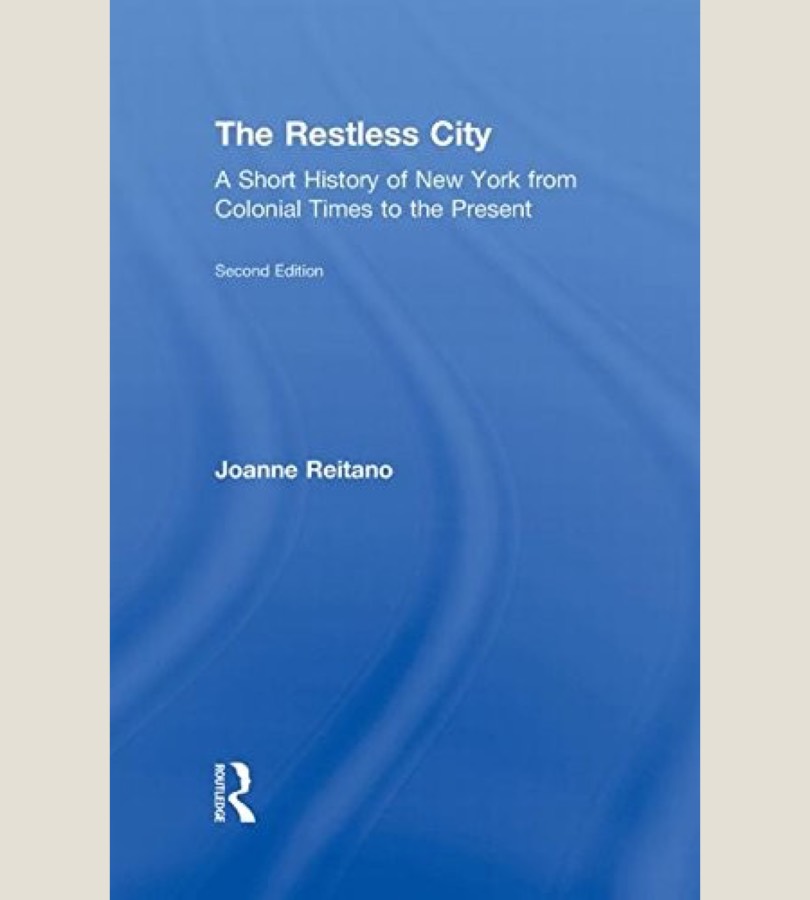 The Restless City
A Short History of New York from
Colonial Times to the Present
Second Edition
Joanne Reitano
ROUTLEDGE